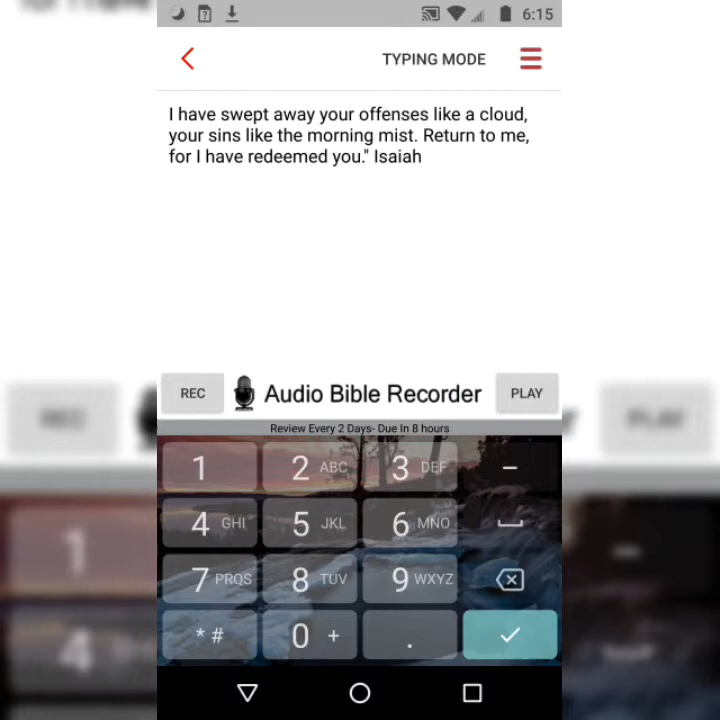 6:15
TYPING MODE
I have swept away your offenses like a cloud,
your sins like the morning mist. Return to me,
for I have redeemed you." Isaiah
REC Audio Bible Recorder PLAY
Review Every 2 Days- Due In 8 hours
1 2 ABC 3 DEF –
4 GHI 5 JKL 6 MNO
7 PRQS 8 TUV 9 WXYZ
* # 0 + .